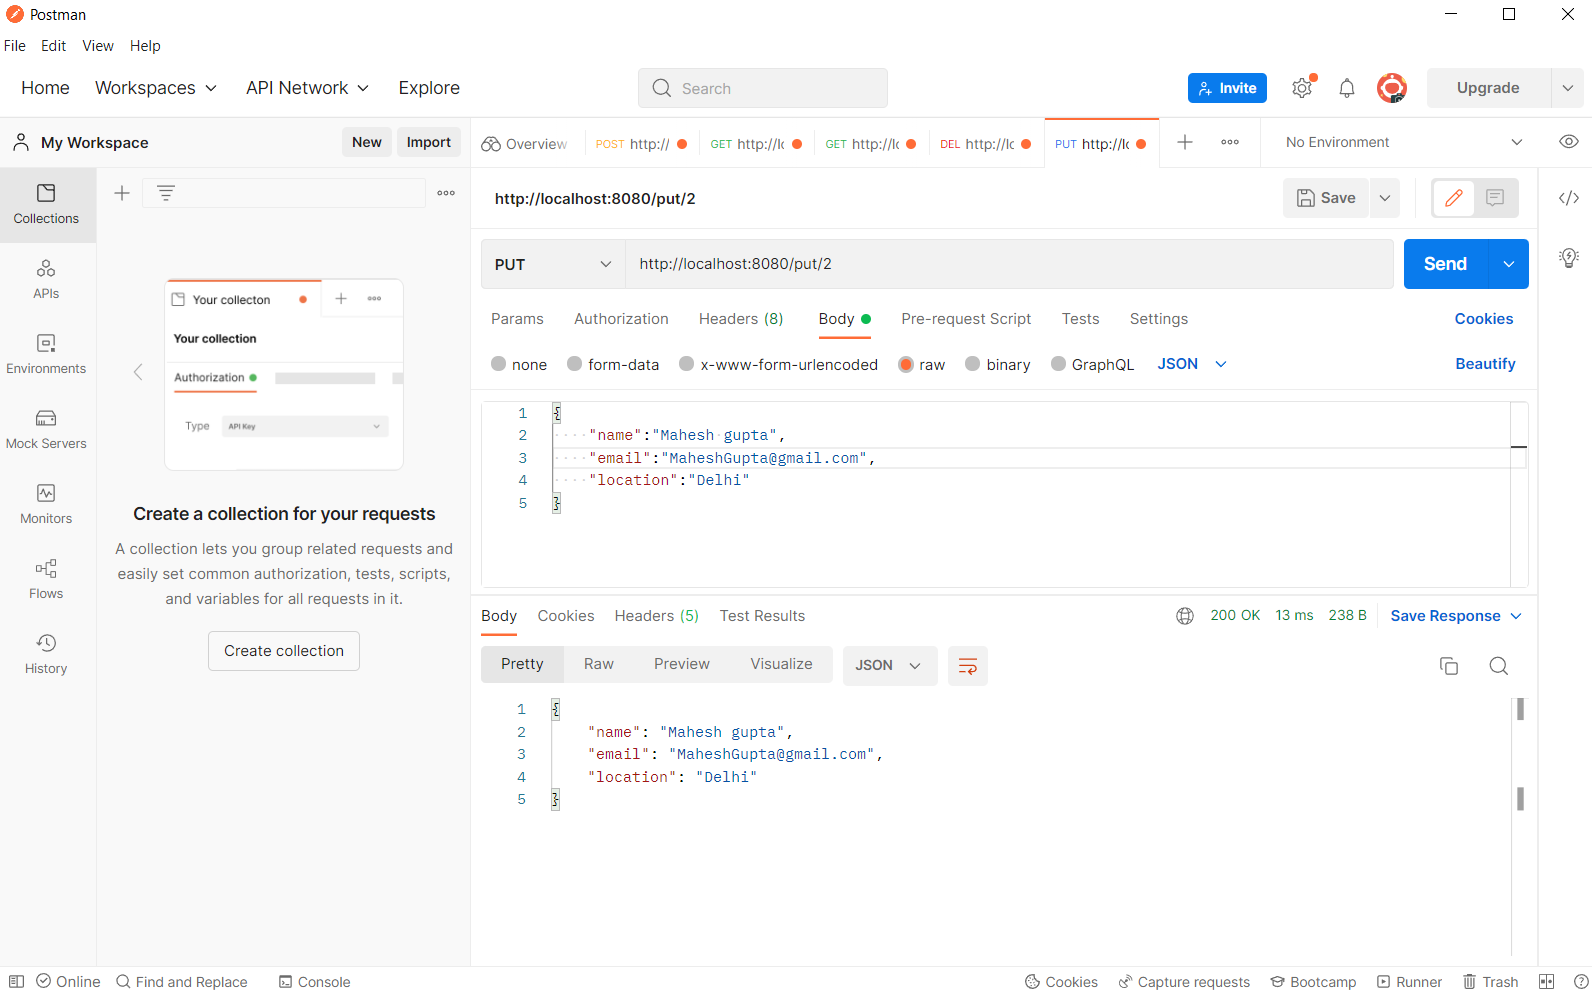 Postman
File Edit View Help
Home Workspaces API Network Explore Search Invite Upgrade
My Workspace New Import
Overview POST http:// GET http://lc GET http://lc DEL http://lc PUT http://lc No Environment
Collections
APIs
Environments
Mock Servers
Monitors
Flows
History
Your collecton
Your collection
Authorization
Type API Key
Create a collection for your requests
A collection lets you group related requests and
easily set common authorization, tests, scripts,
and variables for all requests in it.
Create collection
http://localhost:8080/put/2 Save
PUT http://localhost:8080/put/2 Send
Params Authorization Headers (8) Body Pre-request Script Tests Settings Cookies
none form-data x-www-form-urlencoded raw binary GraphQL JSON Beautify
1 {
2 "name":"Mahesh gupta",
3 "email":"MaheshGupta@gmail.com",
4 "location":"Delhi"
5 }
Body Cookies Headers (5) Test Results 200 OK 13 ms 238 B Save Response
Pretty Raw Preview Visualize JSON
1 {
2 "name": "Mahesh gupta",
3 "email": "MaheshGupta@gmail.com",
4 "location": "Delhi"
5 }
Online Find and Replace Console Cookies Capture requests Bootcamp Runner Trash